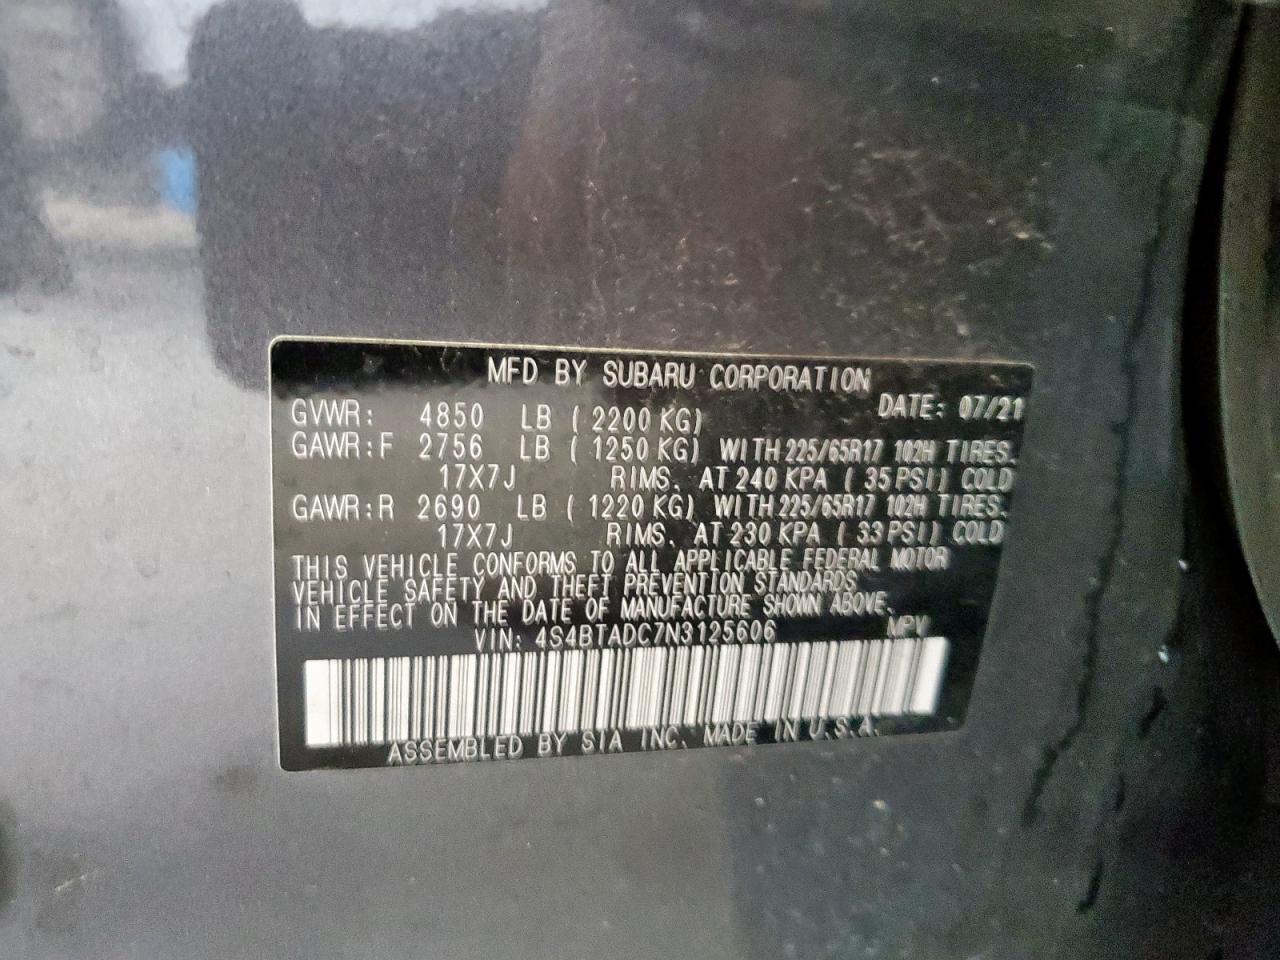 MFD BY SUBARU CORPORATION
GVWR: 4850 LB ( 2200 KG) DATE: 07/21
GAWR:F 2756 LB ( 1250 KG) WITH 225/65R17 102H TIRES.
17X7J RIMS. AT 240 KPA ( 35 PSI) COLD
GAWR:R 2690 LB ( 1220 KG) WITH 225/65R17 102H TIRES.
17X7J RIMS. AT 230 KPA ( 33 PSI) COLD
THIS VEHICLE CONFORMS TO ALL APPLICABLE FEDERAL MOTOR
VEHICLE SAFETY AND THEFT PREVENTION STANDARDS
IN EFFECT ON THE DATE OF MANUFACTURE SHOWN ABOVE.
VIN: 4S4BTADC7N3125606 MPV
ASSEMBLED BY SIA INC. MADE IN U.S.A.